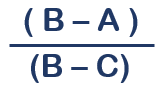 ( B – A )
(B – C)